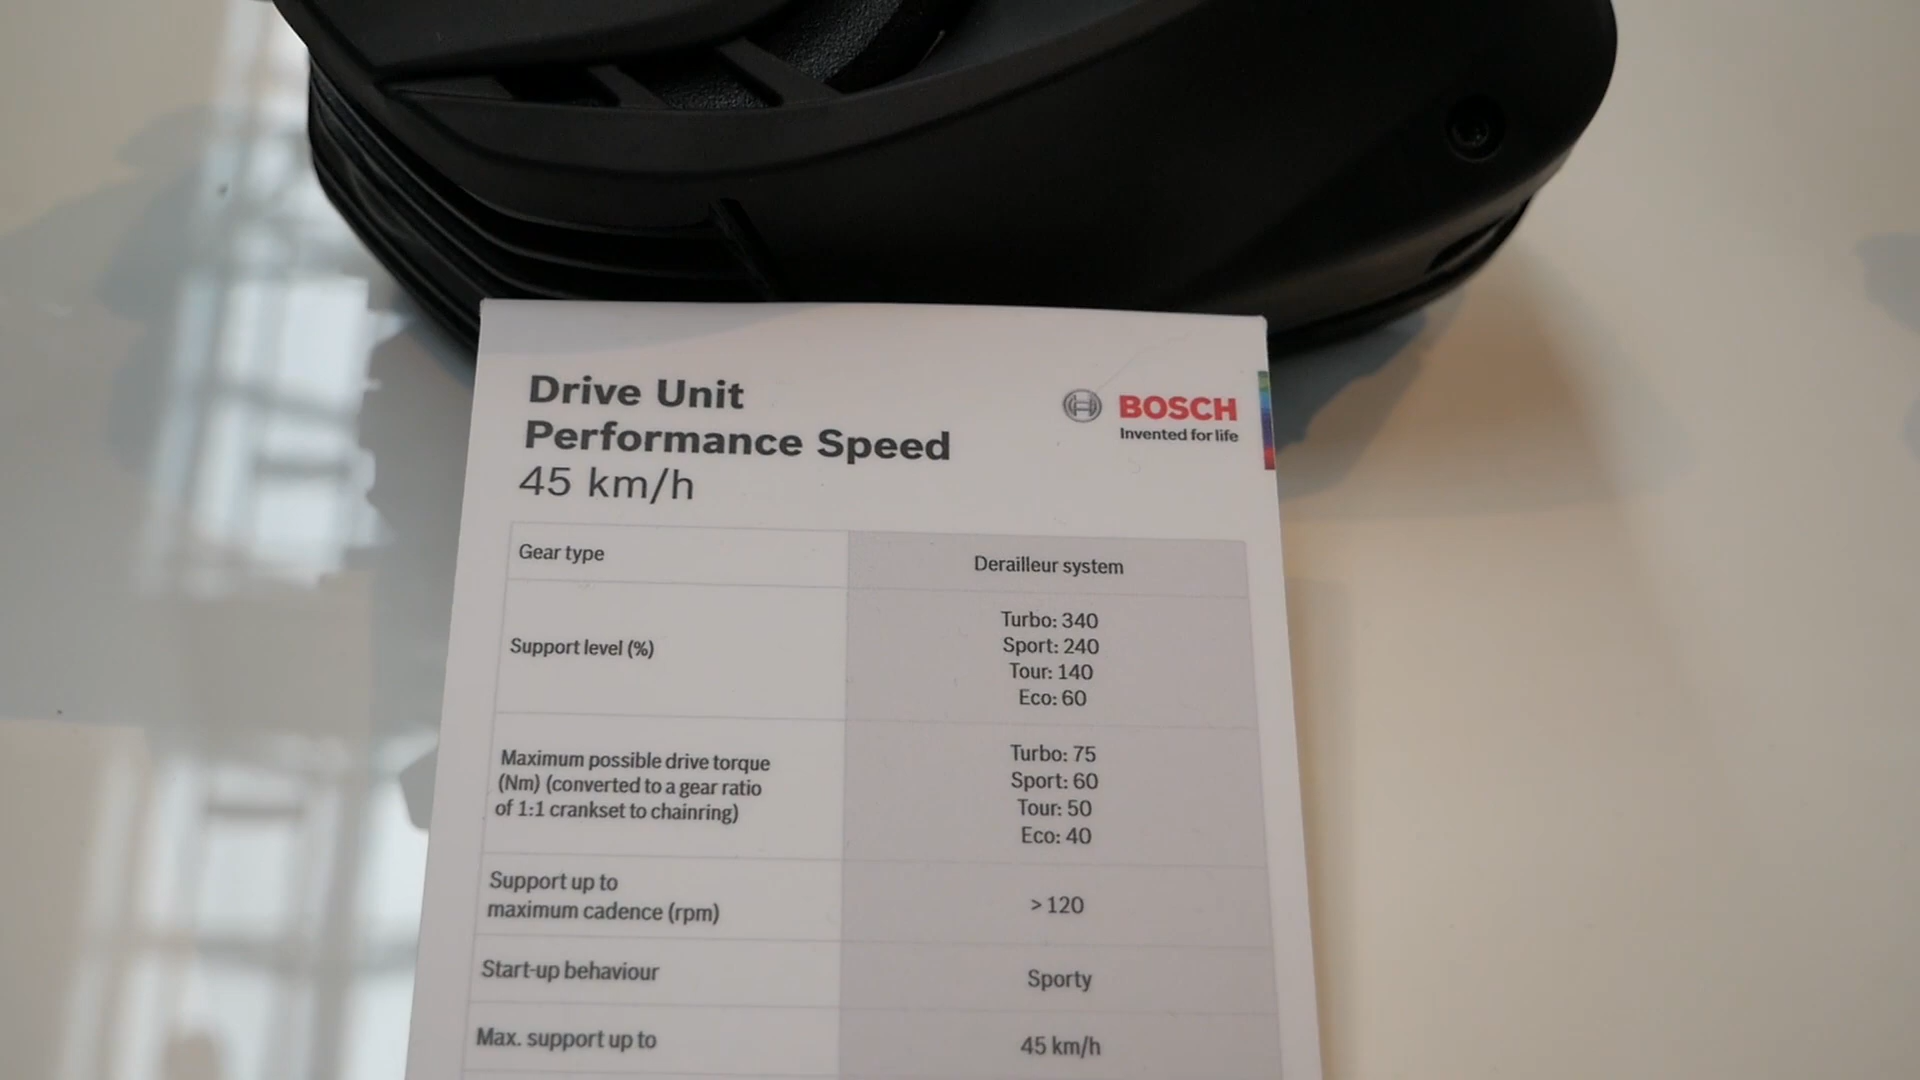 Drive Unit
Performance Speed
45 km/h
BOSCH
Invented for life
Gear type
Derailleur system
Support level (%)
Turbo: 340
Sport: 240
Tour: 140
Eco: 60
Maximum possible drive torque
(Nm) (converted to a gear ratio
of 1:1 crankset to chainring)
Turbo: 75
Sport: 60
Tour: 50
Eco: 40
Support up to
maximum cadence (rpm)
> 120
Start-up behaviour
Sporty
Max. support up to
45 km/h